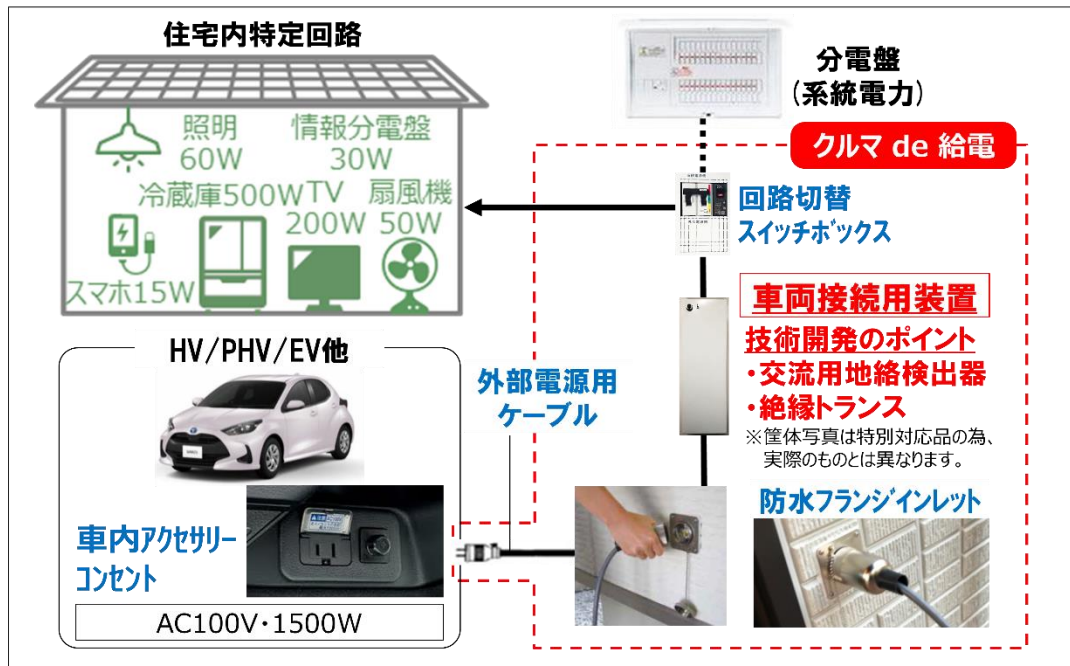 住宅内特定回路
照明
60W
情報分電盤
30W
冷蔵庫500W
TV
200W
扇風機
50W
スマホ15W
分電盤
(系統電力)
クルマ de 給電
回路切替
スイッチボックス
車両接続用装置
技術開発のポイント
・交流用地絡検出器
・絶縁トランス
※筐体写真は特別対応品の為、
実際のものとは異なります。
HV/PHV/EV他
外部電源用
ケーブル
防水フランジインレット
車内アクセサリー
コンセント
AC100V・1500W